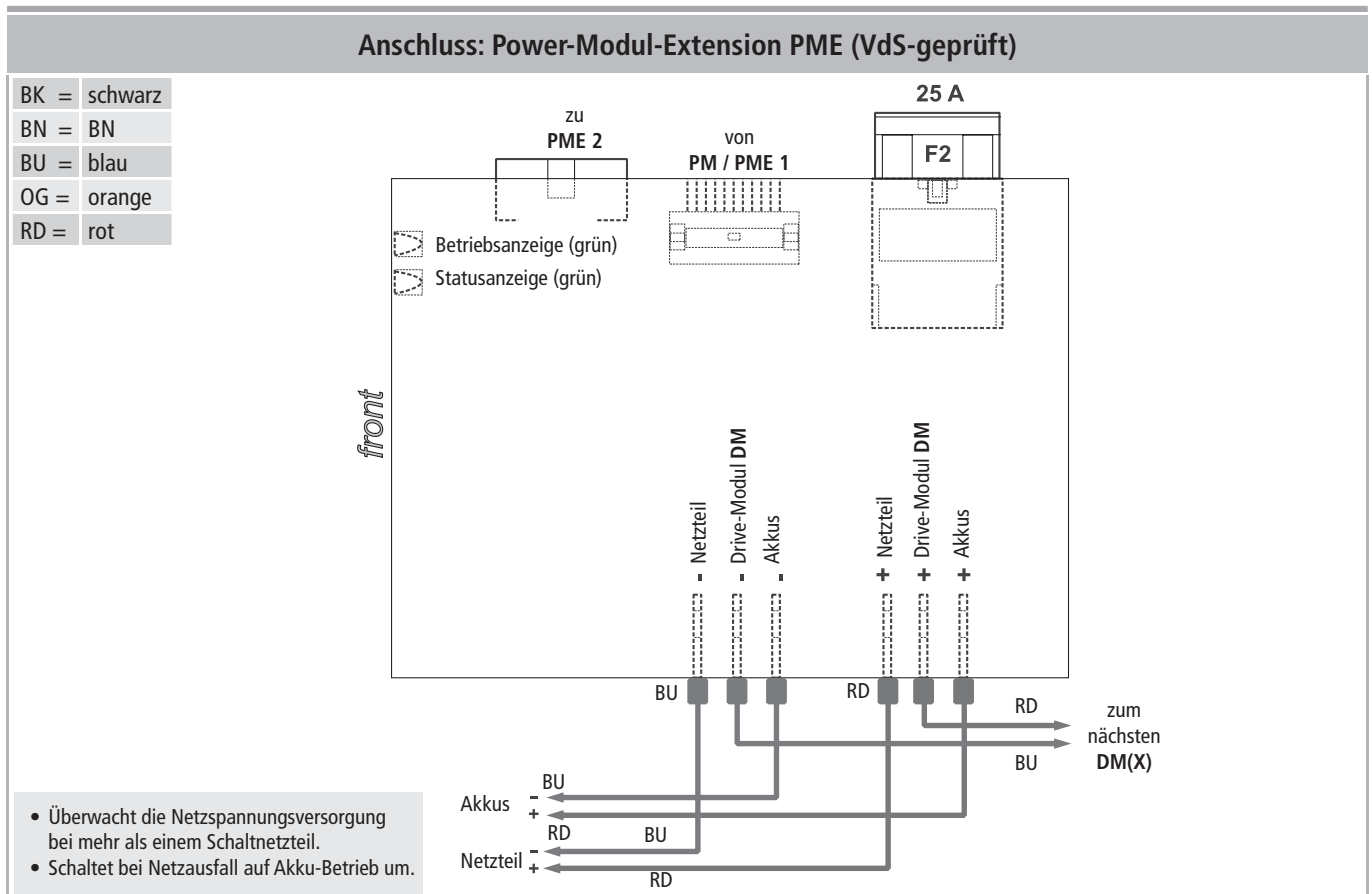 Anschluss: Power-Modul-Extension PME (VdS-geprüft)
BK = schwarz
BN = BN
BU = blau
OG = orange
RD = rot
zu
PME 2
von
PM / PME 1
25 A
F2
Betriebsanzeige (grün)
Statusanzeige (grün)
front
- Netzteil
- Drive-Modul DM
- Akkus
+ Netzteil
+ Drive-Modul DM
+ Akkus
BU
RD
RD
BU
zum
nächsten
DM(X)
BU
Akkus -
+
RD
BU
Netzteil -
+
RD
• Überwacht die Netzspannungsversorgung
bei mehr als einem Schaltnetzteil.
• Schaltet bei Netzausfall auf Akku-Betrieb um.